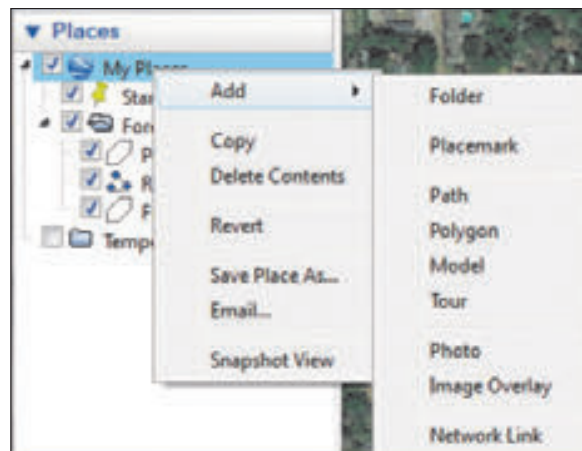 Places
My Places
Add
Copy
Delete Contents
Revert
Save Place As...
Email...
Snapshot View
Folder
Placemark
Path
Polygon
Model
Tour
Photo
Image Overlay
Network Link